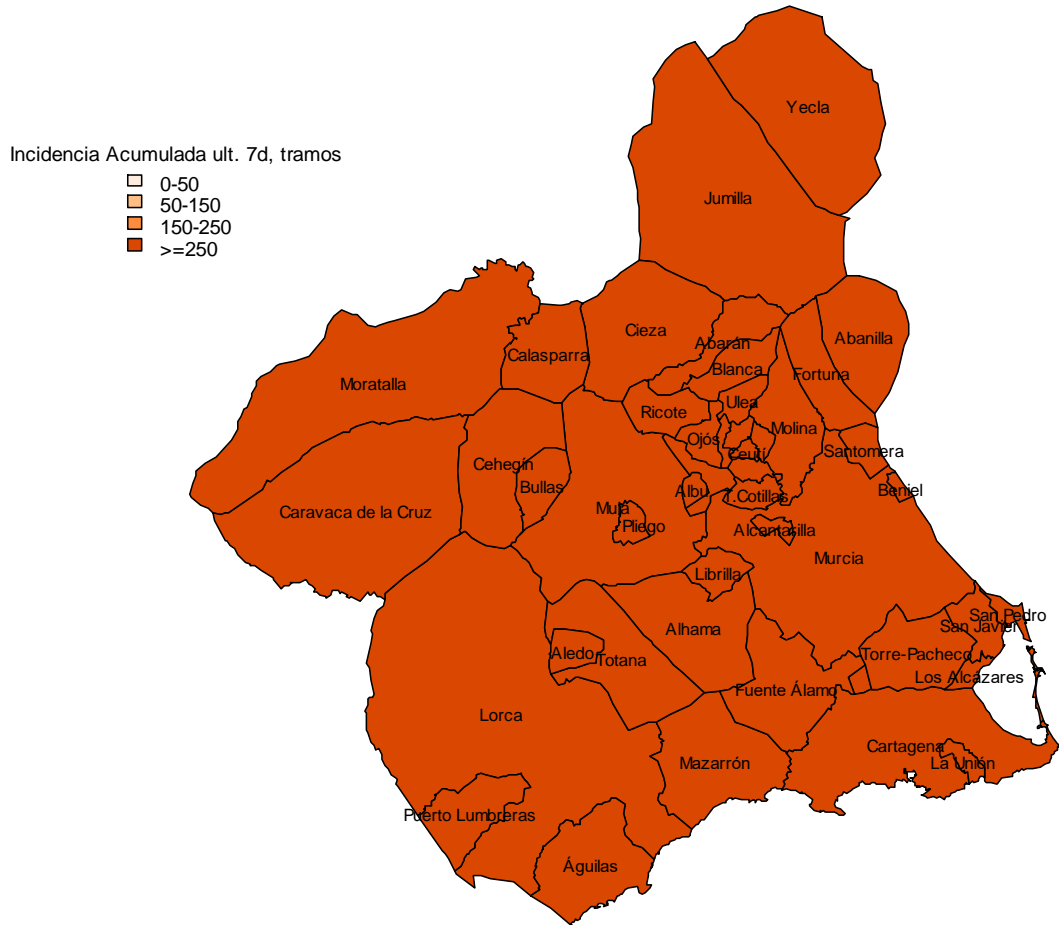 Incidencia Acumulada ult. 7d, tramos
0-50
50-150
150-250
>=250
Yecla
Jumilla
Cieza
Abarán
Abanilla
Calasparra
Blanca
Fortuna
Moratalla
Ulea
Ricote
Molina
Ojós
Ceutí
Santomera
Cehegín
Bullas
Albu
T.Cotillas
Beniel
Caravaca de la Cruz
Mula
Pliego
Alcantarilla
Murcia
Librilla
San Pedro
San Javier
Alhama
Aledo
Totana
Torre-Pacheco
Los Alcázares
Fuente Álamo
Lorca
Cartagena
La Unión
Mazarrón
Puerto Lumbreras
Águilas